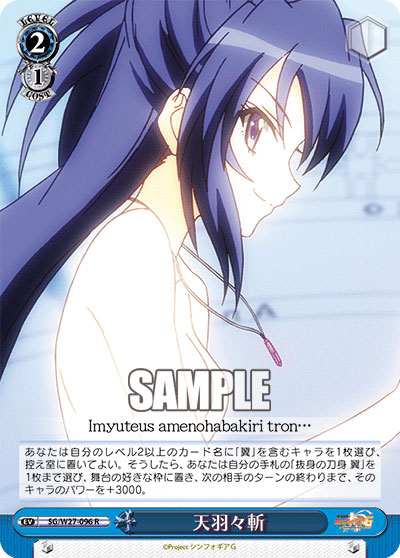 LEVEL
2
1
COST
SAMPLE
Imyuteus amenohabakiri tron…
あなたは自分のレベル2以上のカード名に「翼」を含むキャラを1枚選び、
控え室に置いてよい。そうしたら、あなたは自分の手札の「抜身の刀身 翼」を
1枚まで選び、舞台の好きな枠に置き、次の相手のターンの終わりまで、その
キャラのパワーを+3000。
EV SG/W27-096 R
天羽々斬
©Project シンフォギアG